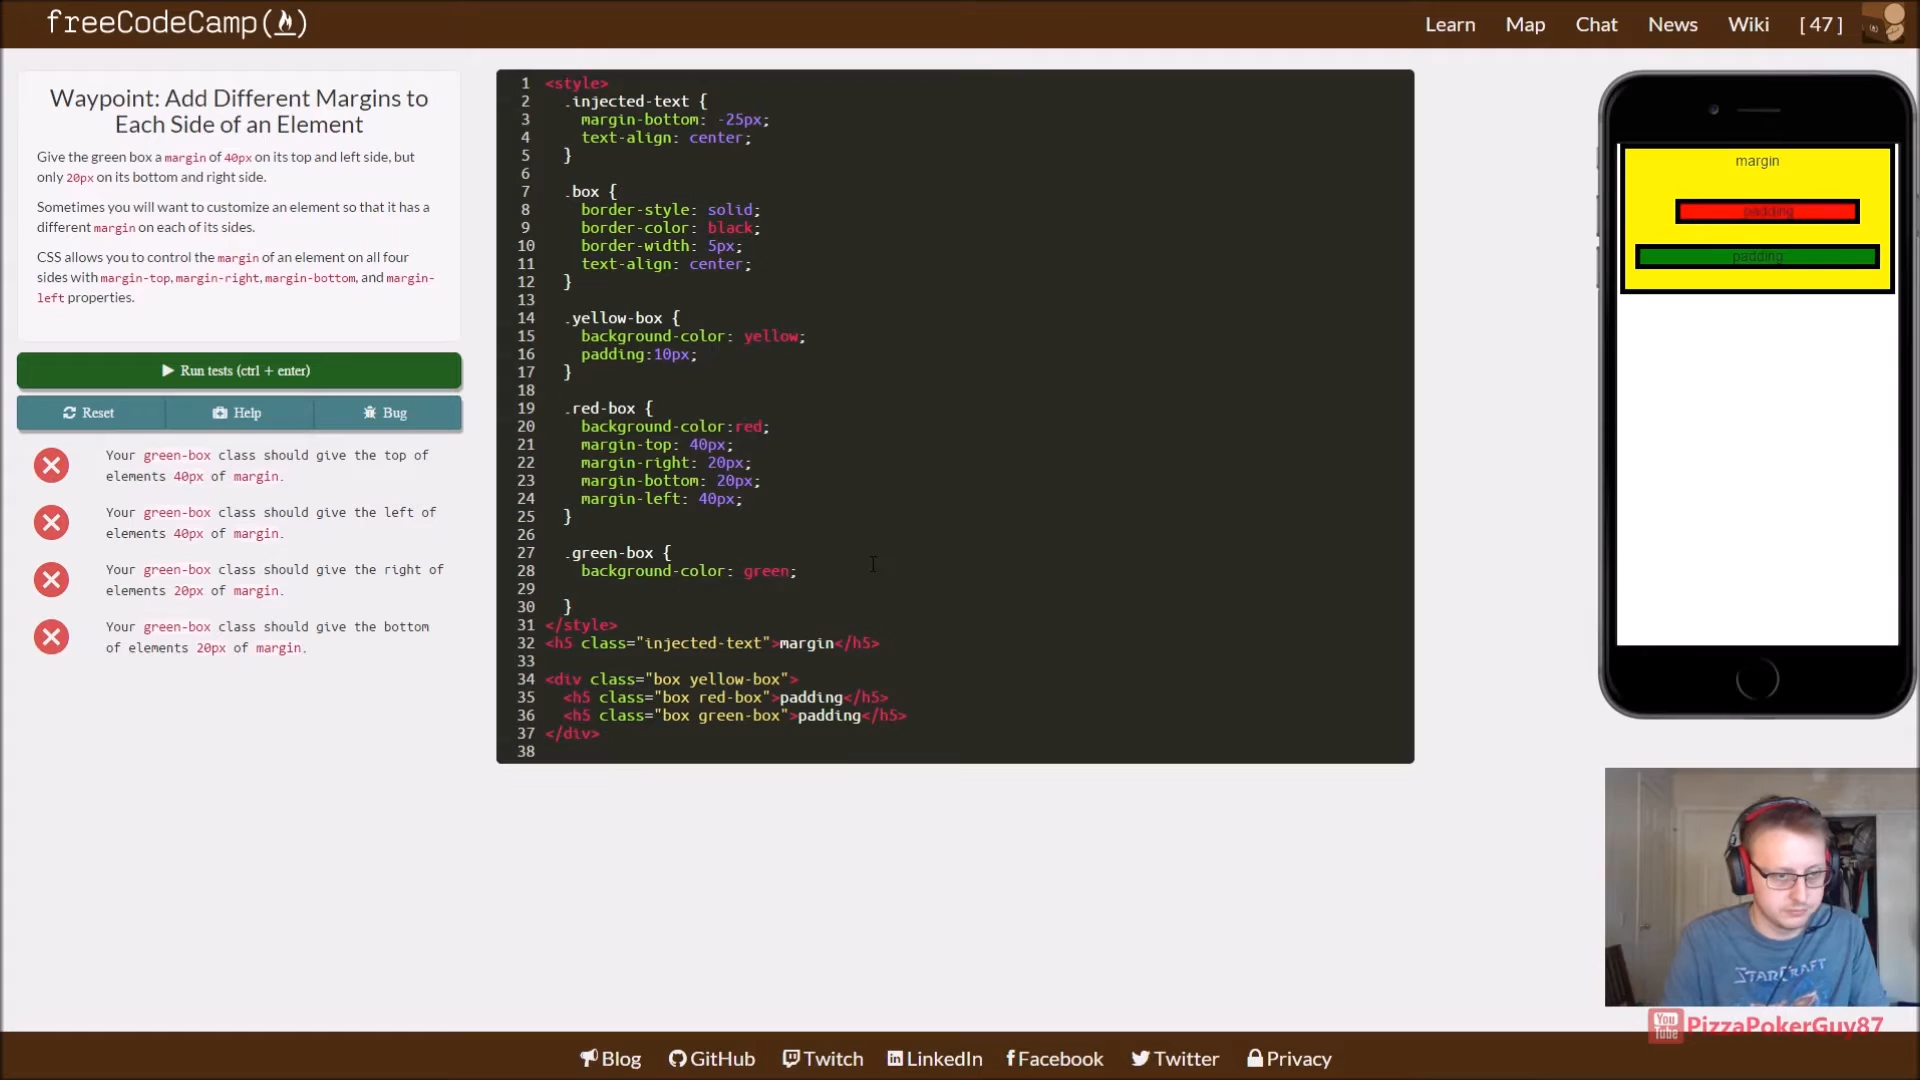 freeCodeCamp(🔥)
Learn
Map
Chat
News
Wiki
[ 47 ]
Waypoint: Add Different Margins to
Each Side of an Element
Give the green box a margin of 40px on its top and left side, but
only 20px on its bottom and right side.
Sometimes you will want to customize an element so that it has a
different margin on each of its sides.
CSS allows you to control the margin of an element on all four
sides with margin-top, margin-right, margin-bottom, and margin-
left properties.
Run tests (ctrl + enter)
Reset
Help
Bug
Your green-box class should give the top of
elements 40px of margin.
Your green-box class should give the left of
elements 40px of margin.
Your green-box class should give the right of
elements 20px of margin.
Your green-box class should give the bottom
of elements 20px of margin.
1 <style>
2 .injected-text {
3 margin-bottom: -25px;
4 text-align: center;
5 }
6
7 .box {
8 border-style: solid;
9 border-color: black;
10 border-width: 5px;
11 text-align: center;
12 }
13
14 .yellow-box {
15 background-color: yellow;
16 padding:10px;
17 }
18
19 .red-box {
20 background-color:red;
21 margin-top: 40px;
22 margin-right: 20px;
23 margin-bottom: 20px;
24 margin-left: 40px;
25 }
26
27 .green-box {
28 background-color: green;
29
30 }
31 </style>
32 <h5 class="injected-text">margin</h5>
33
34 <div class="box yellow-box">
35 <h5 class="box red-box">padding</h5>
36 <h5 class="box green-box">padding</h5>
37 </div>
38
margin
padding
padding
STARCRAFT
You
Tube
PizzaPokerGuy87
Blog
GitHub
Twitch
LinkedIn
Facebook
Twitter
Privacy